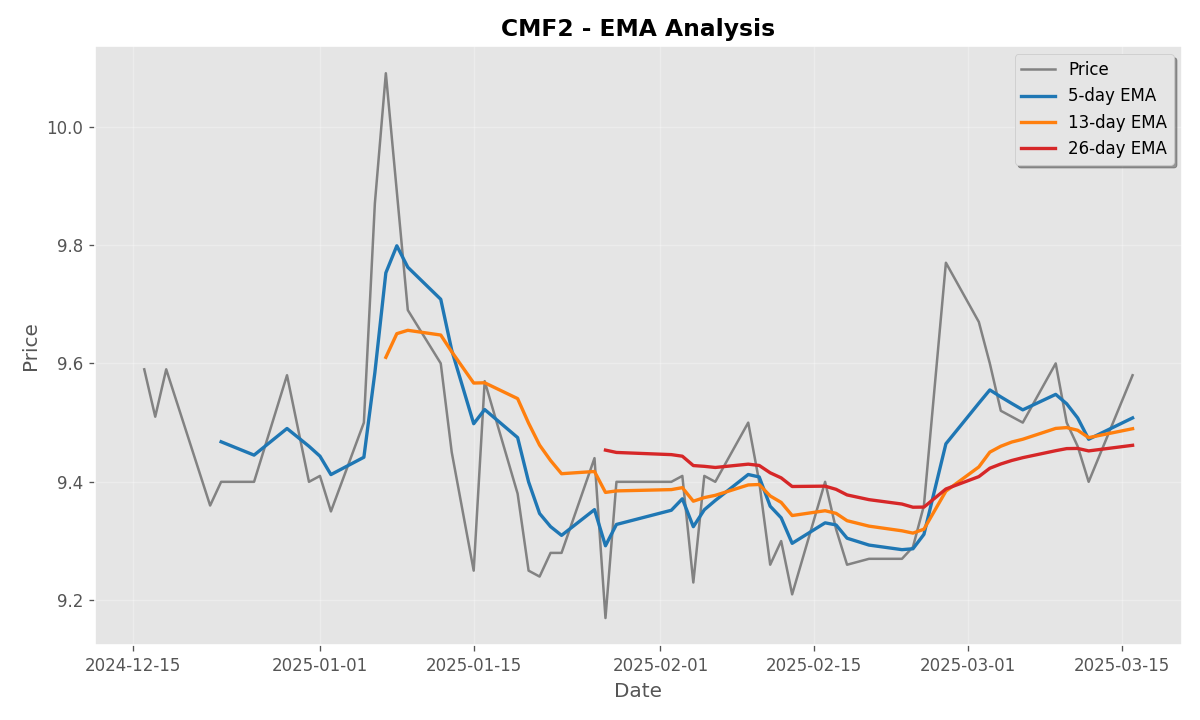 CMF2 - EMA Analysis
Price
5-day EMA
13-day EMA
26-day EMA
10.0
9.8
9.6
9.4
9.2
Price
2024-12-15
2025-01-01
2025-01-15
2025-02-01
2025-02-15
2025-03-01
2025-03-15
Date